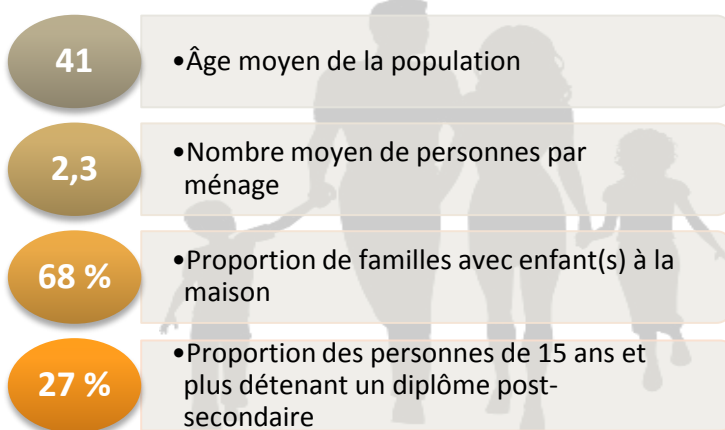 41
•Âge moyen de la population
2,3
•Nombre moyen de personnes par
ménage
68 %
•Proportion de familles avec enfant(s) à la
maison
27 %
•Proportion des personnes de 15 ans et
plus détenant un diplôme post-
secondaire